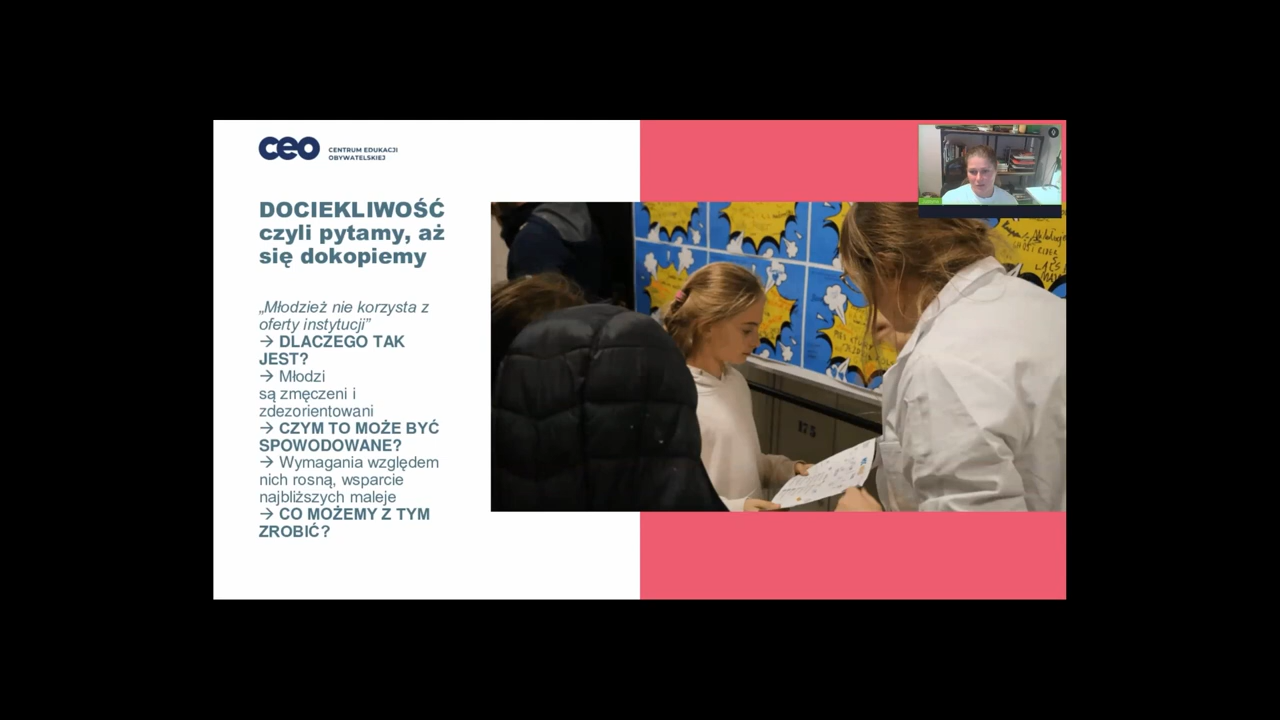 ceo
CENTRUM EDUKACJI
OBYWATELSKIEJ
DOCIEKLIWOŚĆ
czyli pytamy, aż
się dokopiemy
„Młodzież nie korzysta z
oferty instytucji”
→ DLACZEGO TAK
JEST?
→ Młodzi
są zmęczeni i
zdezorientowani
→ CZYM TO MOŻE BYĆ
SPOWODOWANE?
→ Wymagania względem
nich rosną, wsparcie
najbliższych maleje
→ CO MOŻEMY Z TYM
ZROBIĆ?
175